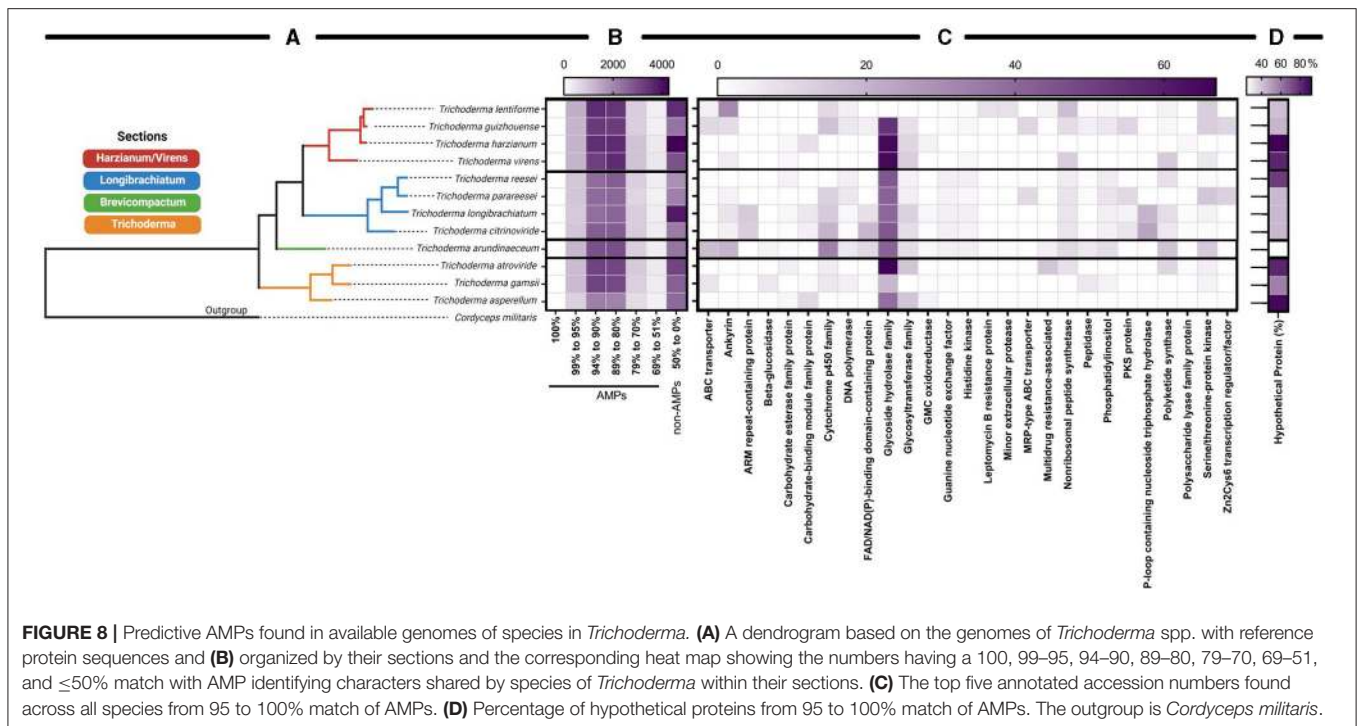 A
B
C
D
0 2000 4000
0 20 40 60
40 60 80%
Sections
Harzianum/Virens
Longibrachiatum
Brevicompactum
Trichoderma
Trichoderma lentiforme
Trichoderma guizhouense
Trichoderma harzianum
Trichoderma virens
Trichoderma reesei
Trichoderma parareesei
Trichoderma longibrachiatum
Trichoderma citrinoviride
Trichoderma arundinaceum
Trichoderma atroviride
Trichoderma gamsii
Trichoderma asperellum
Outgroup
Cordyceps militaris
100%
99% to 95%
94% to 90%
89% to 80%
79% to 70%
69% to 51%
50% to 0%
AMPs
non-AMPs
ABC transporter
Ankyrin
ARM repeat-containing protein
Beta-glucosidase
Carbohydrate esterase family protein
Carbohydrate-binding module family protein
Cytochrome p450 family
DNA polymerase
FAD/NAD(P)-binding domain-containing protein
Glycoside hydrolase family
Glycosyltransferase family
GMC oxidoreductase
Guanine nucleotide exchange factor
Histidine kinase
Leptomycin B resistance protein
Minor extracellular protease
MRP-type ABC transporter
Multidrug resistance-associated
Nonribosomal peptide synthetase
Peptidase
Phosphatidylinositol
PKS protein
P-loop containing nucleoside triphosphate hydrolase
Polyketide synthase
Polysaccharide lyase family protein
Serine/threonine-protein kinase
Zn2Cys6 transcription regulator/factor
Hypothetical Protein (%)
FIGURE 8 | Predictive AMPs found in available genomes of species in Trichoderma. (A) A dendrogram based on the genomes of Trichoderma spp. with reference
protein sequences and (B) organized by their sections and the corresponding heat map showing the numbers having a 100, 99–95, 94–90, 89–80, 79–70, 69–51,
and ≤50% match with AMP identifying characters shared by species of Trichoderma within their sections. (C) The top five annotated accession numbers found
across all species from 95 to 100% match of AMPs. (D) Percentage of hypothetical proteins from 95 to 100% match of AMPs. The outgroup is Cordyceps militaris.